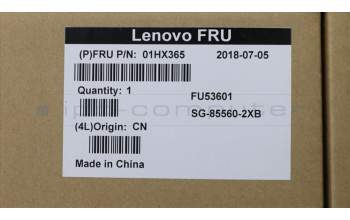 Lenovo FRU
(P)FRU P/N: 01HX365 2018-07-05
Quantity: 1 FU53601
SG-85560-2XB
(4L)Origin: CN
Made in China